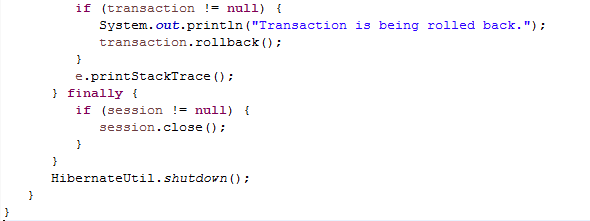 if (transaction != null) {
System.out.println("Transaction is being rolled back.");
transaction.rollback();
}
e.printStackTrace();
} finally {
if (session != null) {
session.close();
}
}
HibernateUtil.shutdown();
}
}